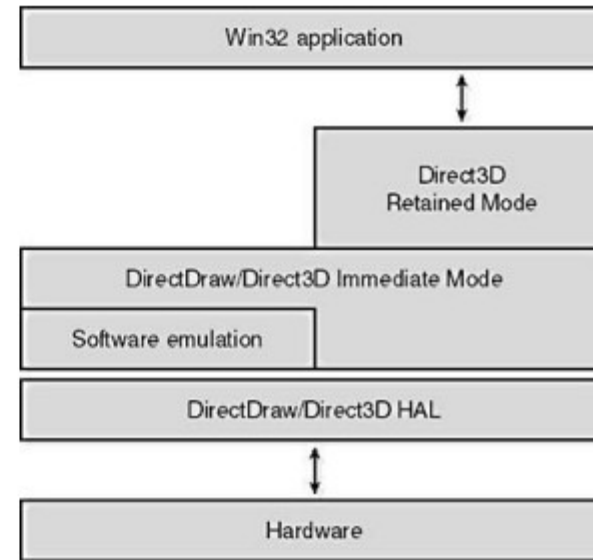 Win32 application
Direct3D
Retained Mode
DirectDraw/Direct3D Immediate Mode
Software emulation
DirectDraw/Direct3D HAL
Hardware